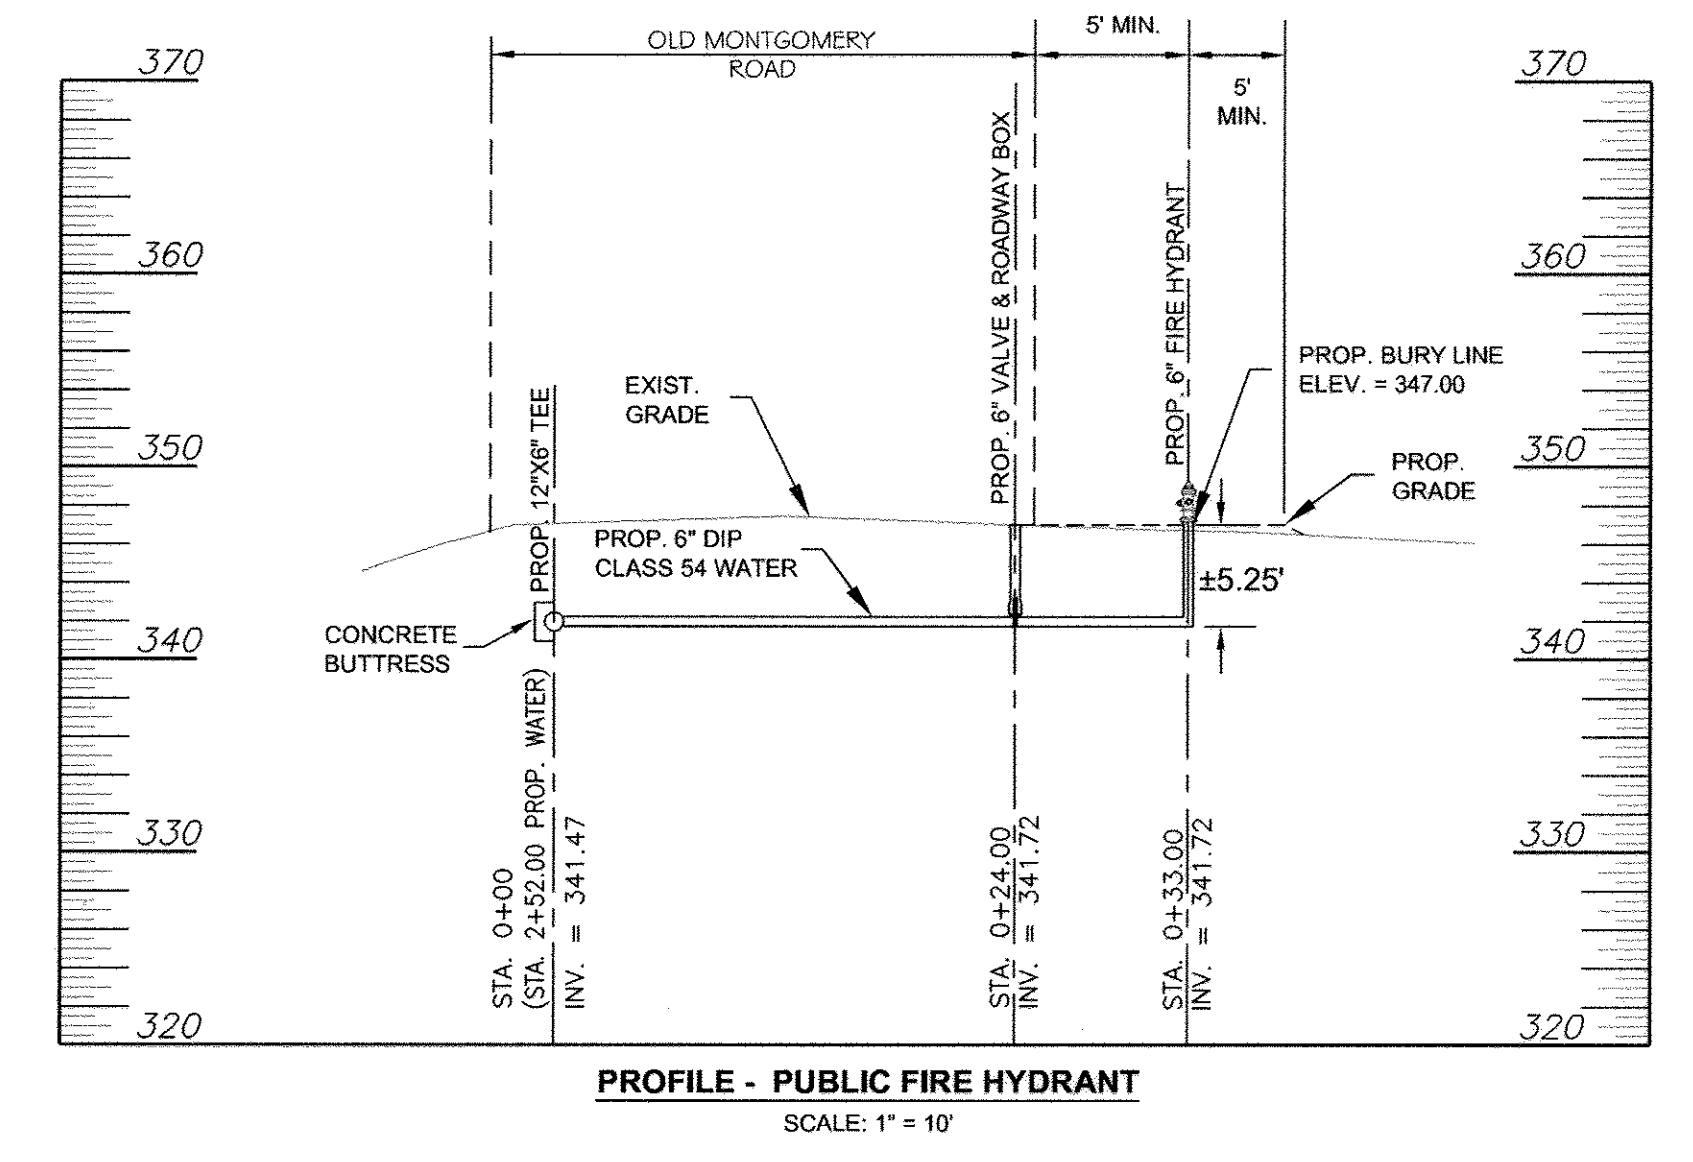 OLD MONTGOMERY
ROAD
5' MIN.
5'
MIN.
370
360
350
340
330
320
370
360
350
340
330
320
PROP. 12"X6" TEE
EXIST.
GRADE
PROP. 6" VALVE & ROADWAY BOX
PROP. 6" FIRE HYDRANT
PROP. BURY LINE
ELEV. = 347.00
PROP.
GRADE
PROP. 6" DIP
CLASS 54 WATER
±5.25'
CONCRETE
BUTTRESS
STA. 0+00
(STA. 2+52.00 PROP. WATER)
INV. = 341.47
STA. 0+24.00
INV. = 341.72
STA. 0+33.00
INV. = 341.72
PROFILE - PUBLIC FIRE HYDRANT
SCALE: 1" = 10'